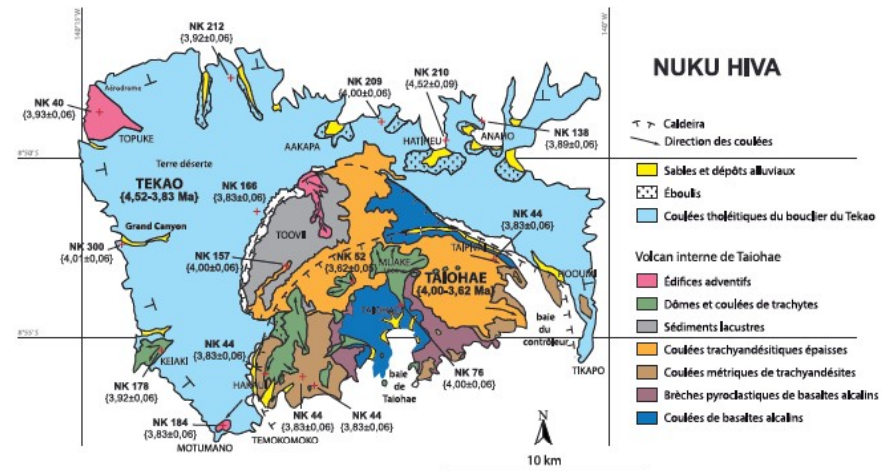 140°15'W
140°W
NK 212
{3,92±0,06}
NK 209
{4,00±0,06}
NK 210
{4,52±0,09}
Aérodrome
NK 40
{3,93±0,06}
TOPUKE
AAKAPA
HATIHEU
ANAHO
NK 138
{3,89±0,06}
8°50'S
Terre déserte
TEKAO
{4,52-3,83 Ma}
NK 166
{3,83±0,06}
Grand Canyon
TOOVII
NK 44
{3,83±0,06}
NK 300
{4,01±0,06}
NK 157
{4,00±0,06}
NK 52
{3,62±0,05}
MUAKE
TAIOHAE
{4,00-3,62 Ma}
HOOUMI
baie
du
contrôleur
8°55'S
NK 44
{3,83±0,06}
KEIAKI
TIKAPO
NK 178
{3,92±0,06}
baie
de
Taiohae
NK 76
{4,00±0,06}
NK 184
{3,83±0,06}
NK 44
{3,83±0,06}
NK 44
{3,83±0,06}
MOTUMANO
TEMOKOMOKO
N
10 km
NUKU HIVA
Caldeira
Direction des coulées
Sables et dépôts alluviaux
Éboulis
Coulées tholéitiques du bouclier du Tekao
Volcan interne de Taiohae
Édifices adventifs
Dômes et coulées de trachytes
Sédiments lacustres
Coulées trachyandésitiques épaisses
Coulées métriques de trachyandésites
Brèches pyroclastiques de basaltes alcalins
Coulées de basaltes alcalins